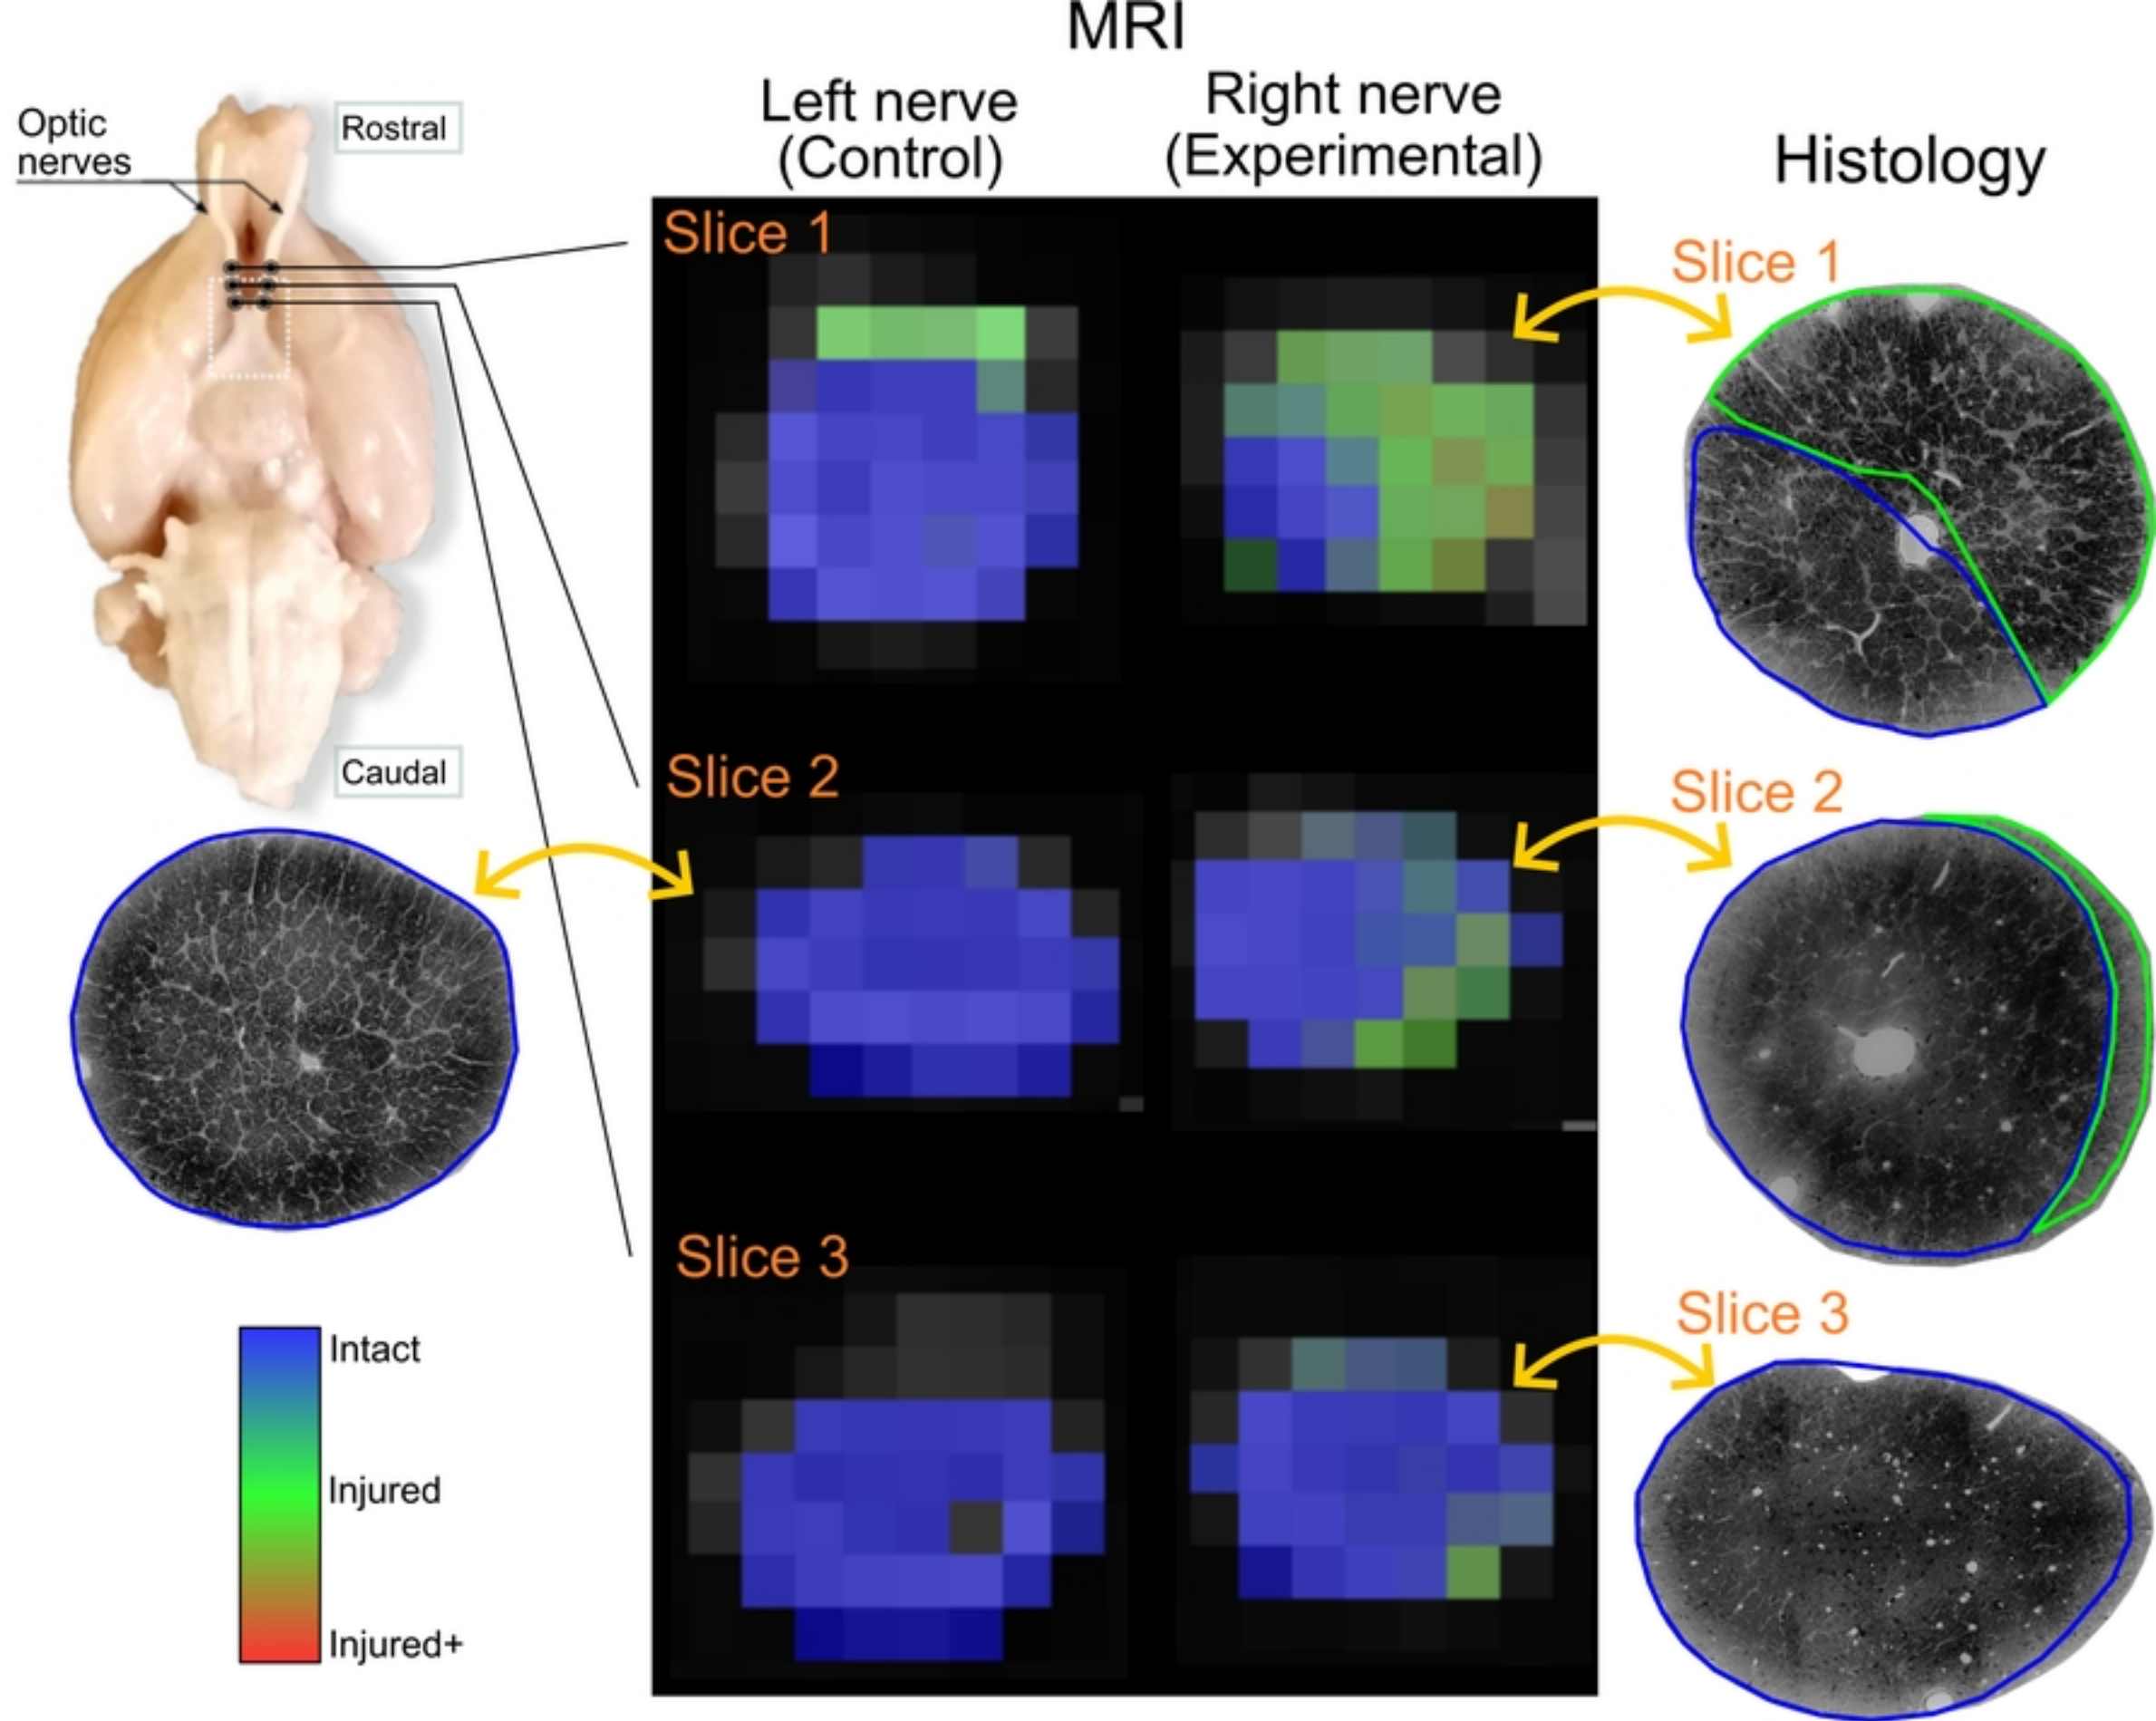 MRI
Left nerve
(Control)
Right nerve
(Experimental)
Histology
Optic
nerves
Rostral
Caudal
Slice 1
Slice 1
Slice 2
Slice 2
Slice 3
Slice 3
Intact
Injured
Injured+